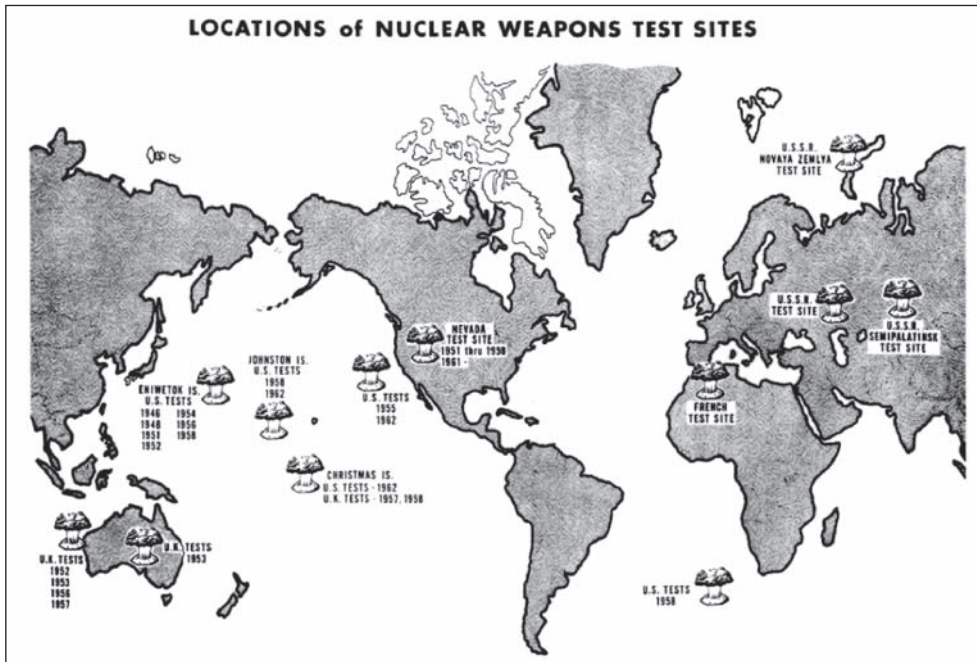 LOCATIONS of NUCLEAR WEAPONS TEST SITES
U.S.S.R.
NOVAYA ZEMLYA
TEST SITE
U.S.S.R.
TEST SITE
U.S.S.R.
SEMIPALATINSK
TEST SITE
NEVADA
TEST SITE
1951 thru 1958
1961 -
JOHNSTON IS.
U.S. TESTS
1958
1962
ENIWETOK IS.
U.S. TESTS
1946 1954
1948 1956
1951 1958
1952
U.S. TESTS
1955
1962
FRENCH
TEST SITE
CHRISTMAS IS.
U.S. TESTS - 1962
U.K. TESTS - 1957, 1958
U.K. TESTS
1952
1953
1956
1957
U.K. TESTS
1953
U.S. TESTS
1958